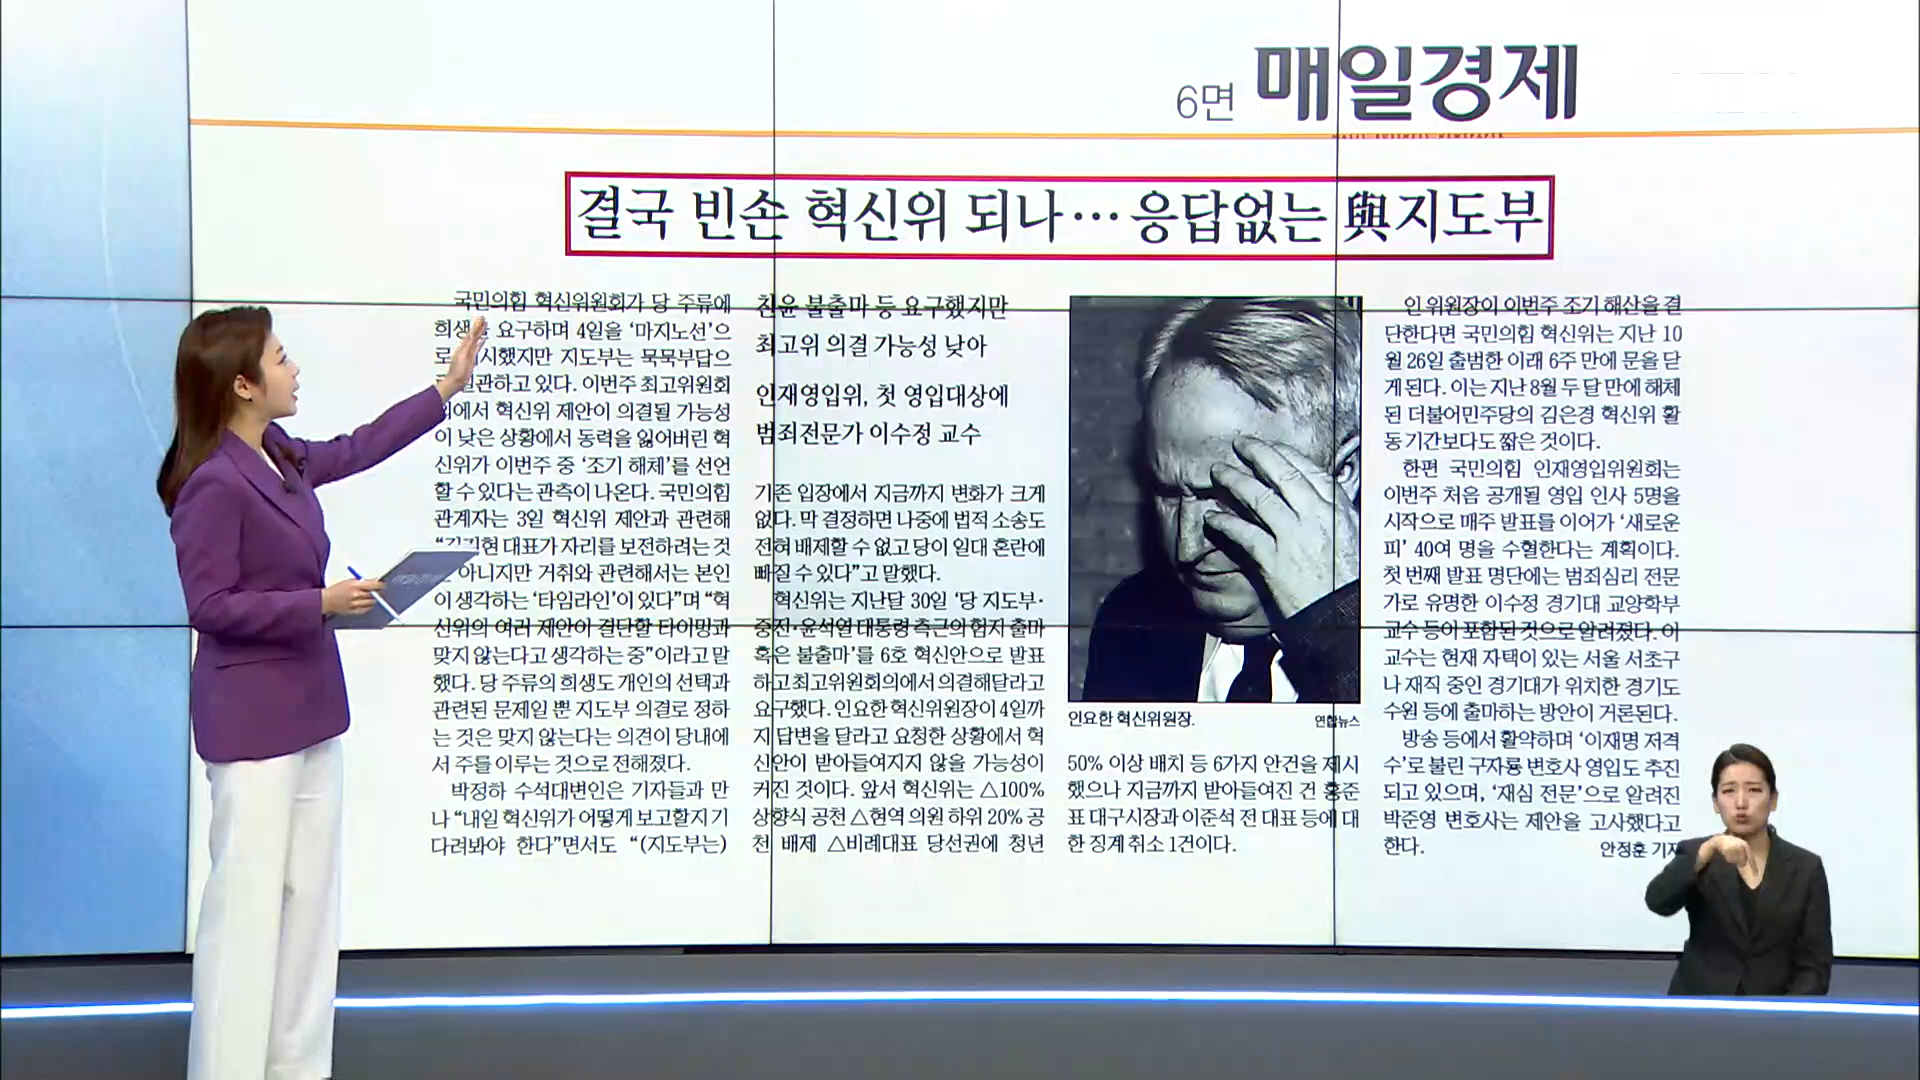 6면 매일경제
MAEIL BUSINESS NEWSPAPER
결국 빈손 혁신위 되나…응답없는 與지도부
국민의힘 혁신위원회가 당 주류에
희생을 요구하며 4일을 ‘마지노선’으
로 시했지만 지도부는 묵묵부답으
일관하고 있다. 이번주 최고위원회
의에서 혁신위 제안이 의결될 가능성
이 낮은 상황에서 동력을 잃어버린 혁
신위가 이번주 중 ‘조기 해체’를 선언
할 수 있다는 관측이 나온다. 국민의힘
관계자는 3일 혁신위 제안과 관련해
“김기현 대표가 자리를 보전하려는 것
아니지만 거취와 관련해서는 본인
이 생각하는 ‘타임라인’이 있다”며 “혁
신위의 여러 제안이 결단할 타이밍과
맞지 않는다고 생각하는 중”이라고 말
했다. 당 주류의 희생도 개인의 선택과
관련된 문제일 뿐 지도부 의결로 정하
는 것은 맞지 않는다는 의견이 당내에
서 주를 이루는 것으로 전해졌다.
박정하 수석대변인은 기자들과 만
나 “내일 혁신위가 어떻게 보고할지 기
다려봐야 한다”면서도 “(지도부는)
친윤 불출마 등 요구했지만
최고위 의결 가능성 낮아
인재영입위, 첫 영입대상에
범죄전문가 이수정 교수
기존 입장에서 지금까지 변화가 크게
없다. 막 결정하면 나중에 법적 소송도
전혀 배제할 수 없고 당이 일대 혼란에
빠질 수 있다”고 말했다.
혁신위는 지난달 30일 ‘당 지도부·
중진·윤석열 대통령 측근의 험지 출마
혹은 불출마’를 6호 혁신안으로 발표
하고 최고위원회의에서 의결해달라고
요구했다. 인요한 혁신위원장이 4일까
지 답변을 달라고 요청한 상황에서 혁
신안이 받아들여지지 않을 가능성이
커진 것이다. 앞서 혁신위는 △100%
상향식 공천 △현역 의원 하위 20% 공
천 배제 △비례대표 당선권에 청년
인요한 혁신위원장. 연합뉴스
50% 이상 배치 등 6가지 안건을 제시
했으나 지금까지 받아들여진 건 홍준
표 대구시장과 이준석 전 대표 등에 대
한 징계 취소 1건이다.
인 위원장이 이번주 조기 해산을 결
단한다면 국민의힘 혁신위는 지난 10
월 26일 출범한 이래 6주 만에 문을 닫
게 된다. 이는 지난 8월 두 달 만에 해체
된 더불어민주당의 김은경 혁신위 활
동 기간보다도 짧은 것이다.
한편 국민의힘 인재영입위원회는
이번주 처음 공개될 영입 인사 5명을
시작으로 매주 발표를 이어가 ‘새로운
피’ 40여 명을 수혈한다는 계획이다.
첫 번째 발표 명단에는 범죄심리 전문
가로 유명한 이수정 경기대 교양학부
교수 등이 포함된 것으로 알려졌다. 이
교수는 현재 자택이 있는 서울 서초구
나 재직 중인 경기대가 위치한 경기도
수원 등에 출마하는 방안이 거론된다.
방송 등에서 활약하며 ‘이재명 저격
수’로 불린 구자룡 변호사 영입도 추진
되고 있으며, ‘재심 전문’으로 알려진
박준영 변호사는 제안을 고사했다고
한다. 안정훈 기자